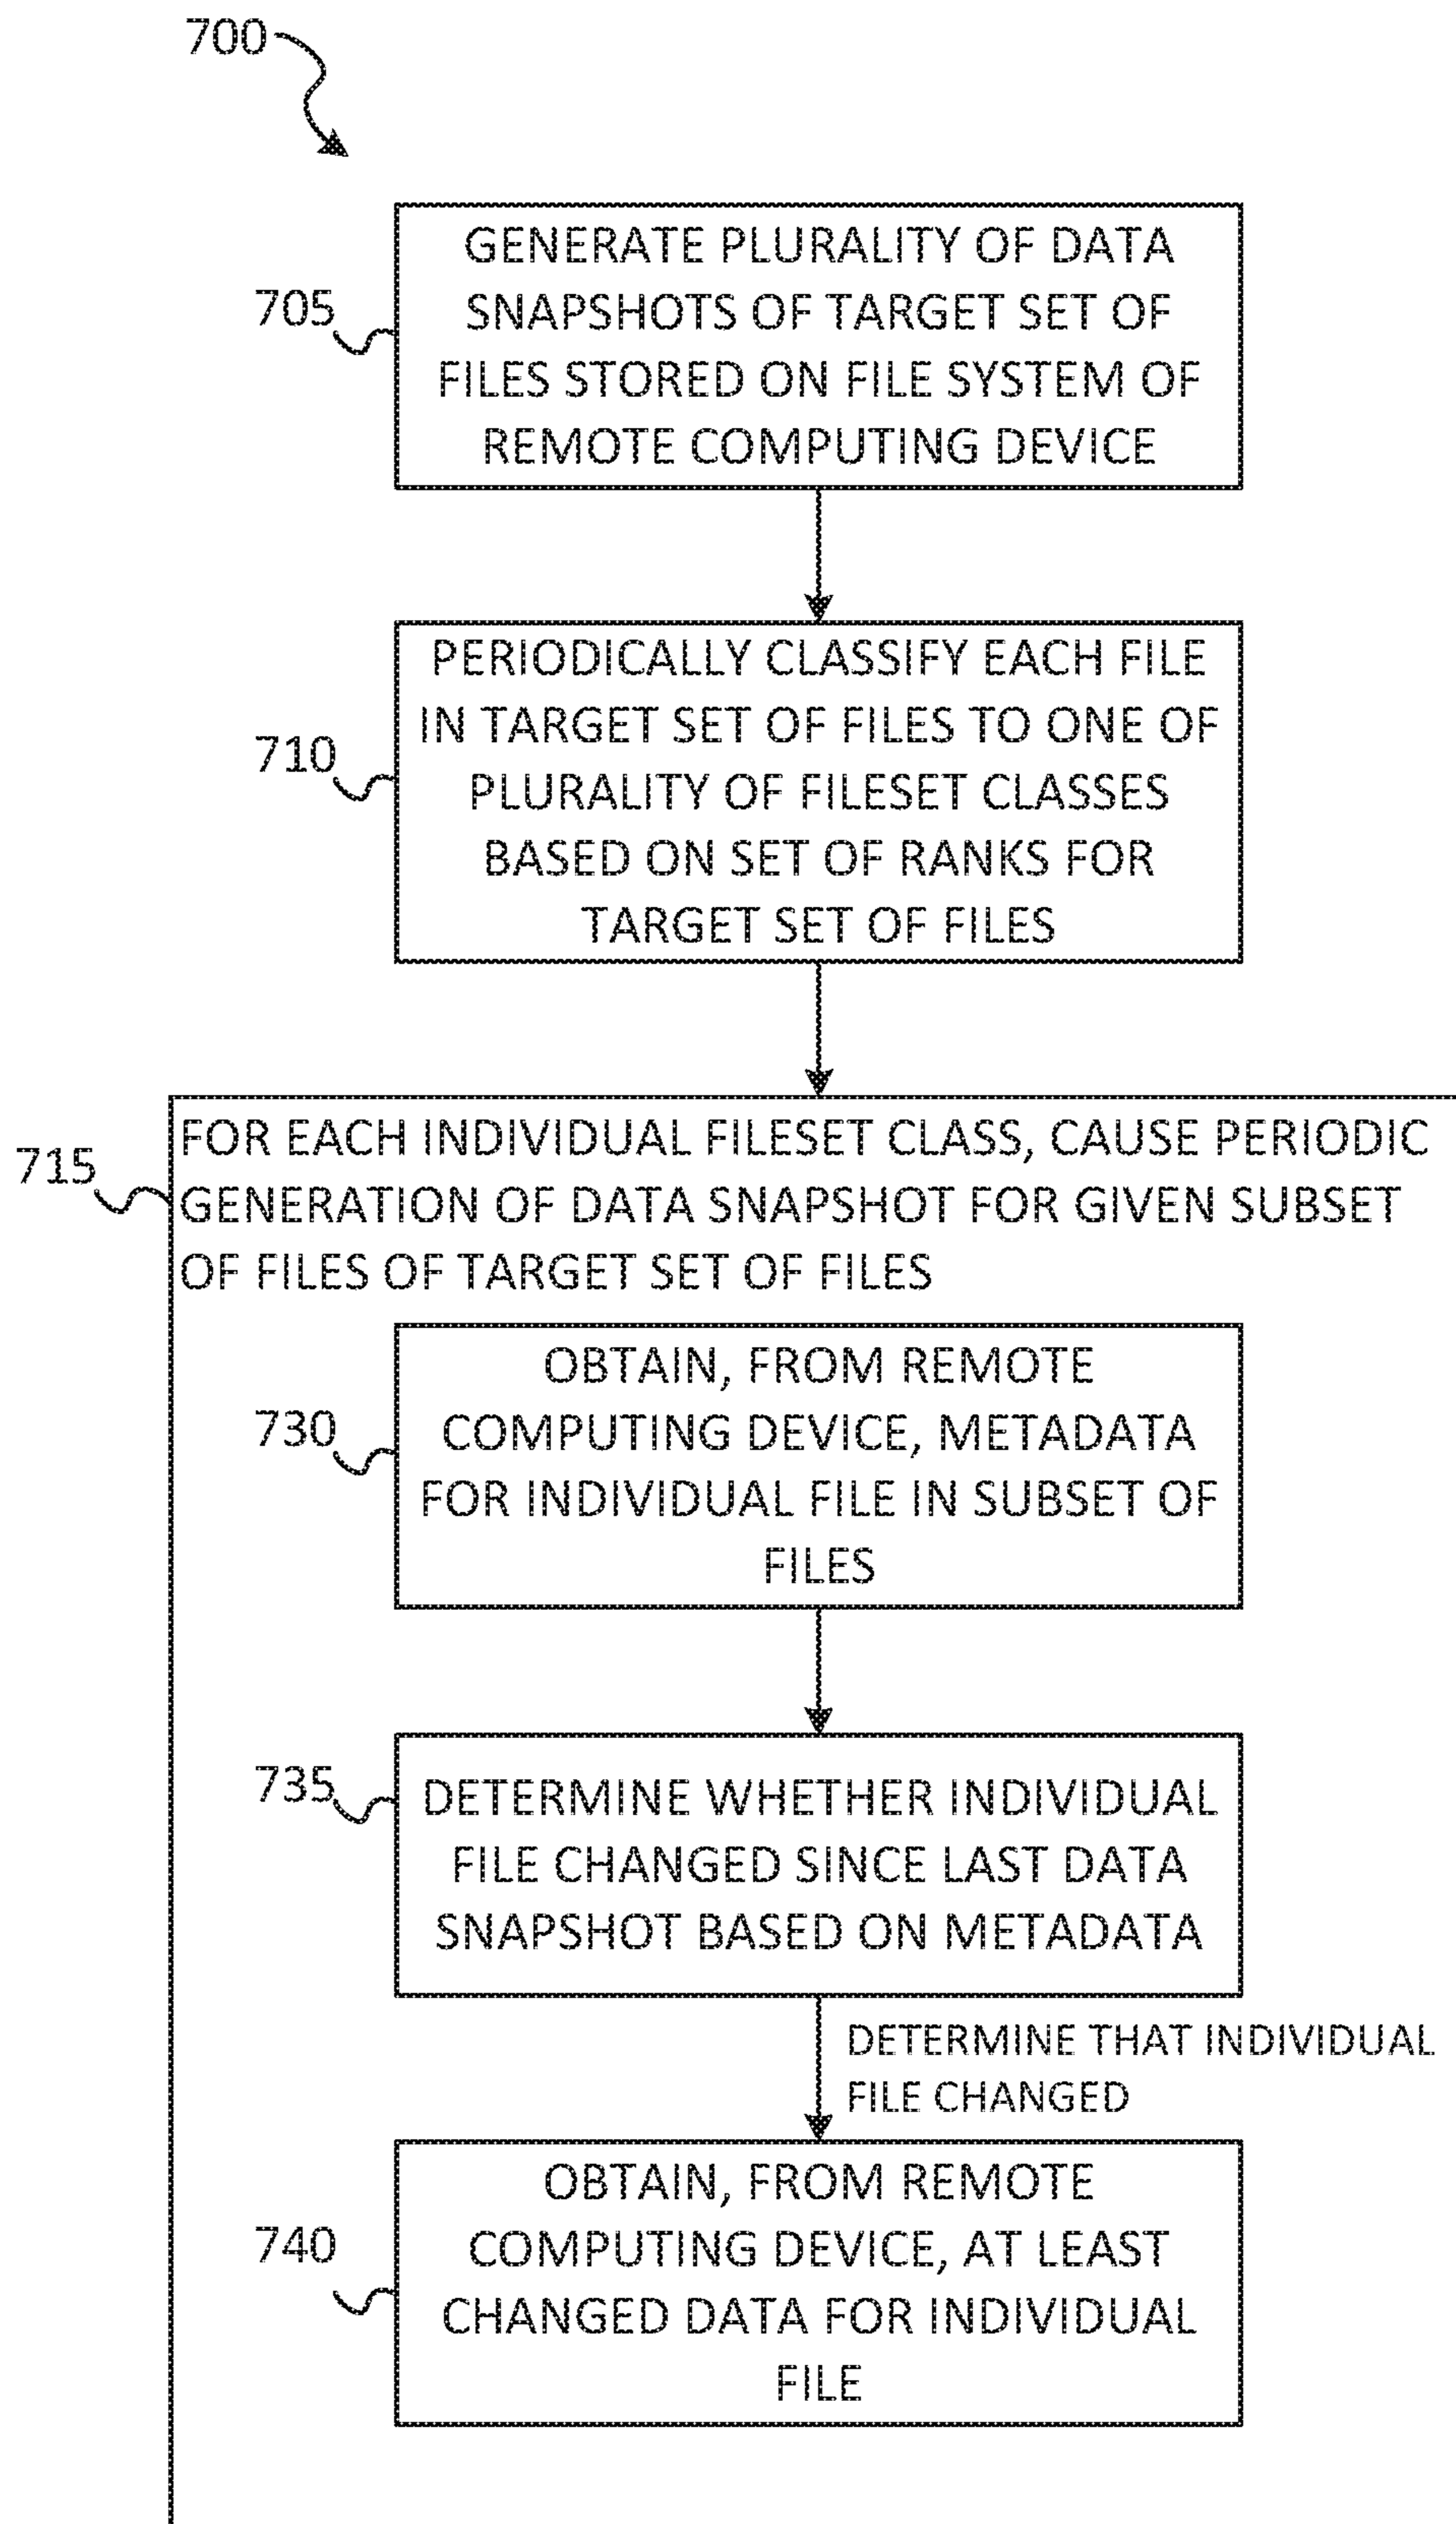 700
705
GENERATE PLURALITY OF DATA
SNAPSHOTS OF TARGET SET OF
FILES STORED ON FILE SYSTEM OF
REMOTE COMPUTING DEVICE
710
PERIODICALLY CLASSIFY EACH FILE
IN TARGET SET OF FILES TO ONE OF
PLURALITY OF FILESET CLASSES
BASED ON SET OF RANKS FOR
TARGET SET OF FILES
715
FOR EACH INDIVIDUAL FILESET CLASS, CAUSE PERIODIC
GENERATION OF DATA SNAPSHOT FOR GIVEN SUBSET
OF FILES OF TARGET SET OF FILES
730
OBTAIN, FROM REMOTE
COMPUTING DEVICE, METADATA
FOR INDIVIDUAL FILE IN SUBSET OF
FILES
735
DETERMINE WHETHER INDIVIDUAL
FILE CHANGED SINCE LAST DATA
SNAPSHOT BASED ON METADATA
DETERMINE THAT INDIVIDUAL
FILE CHANGED
740
OBTAIN, FROM REMOTE
COMPUTING DEVICE, AT LEAST
CHANGED DATA FOR INDIVIDUAL
FILE